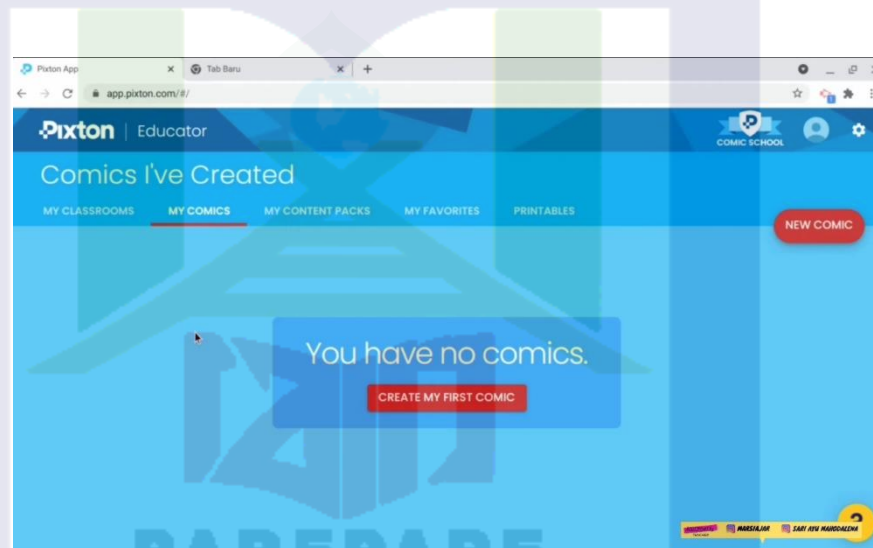 Pixton App
Tab Baru
app.pixton.com/#/
Pixton | Educator
COMIC SCHOOL
Comics I've Created
MY CLASSROOMS MY COMICS MY CONTENT PACKS MY FAVORITES PRINTABLES
NEW COMIC
You have no comics.
CREATE MY FIRST COMIC
MARSIAJAR SARI AYU MAHODALENA
PAREPARE